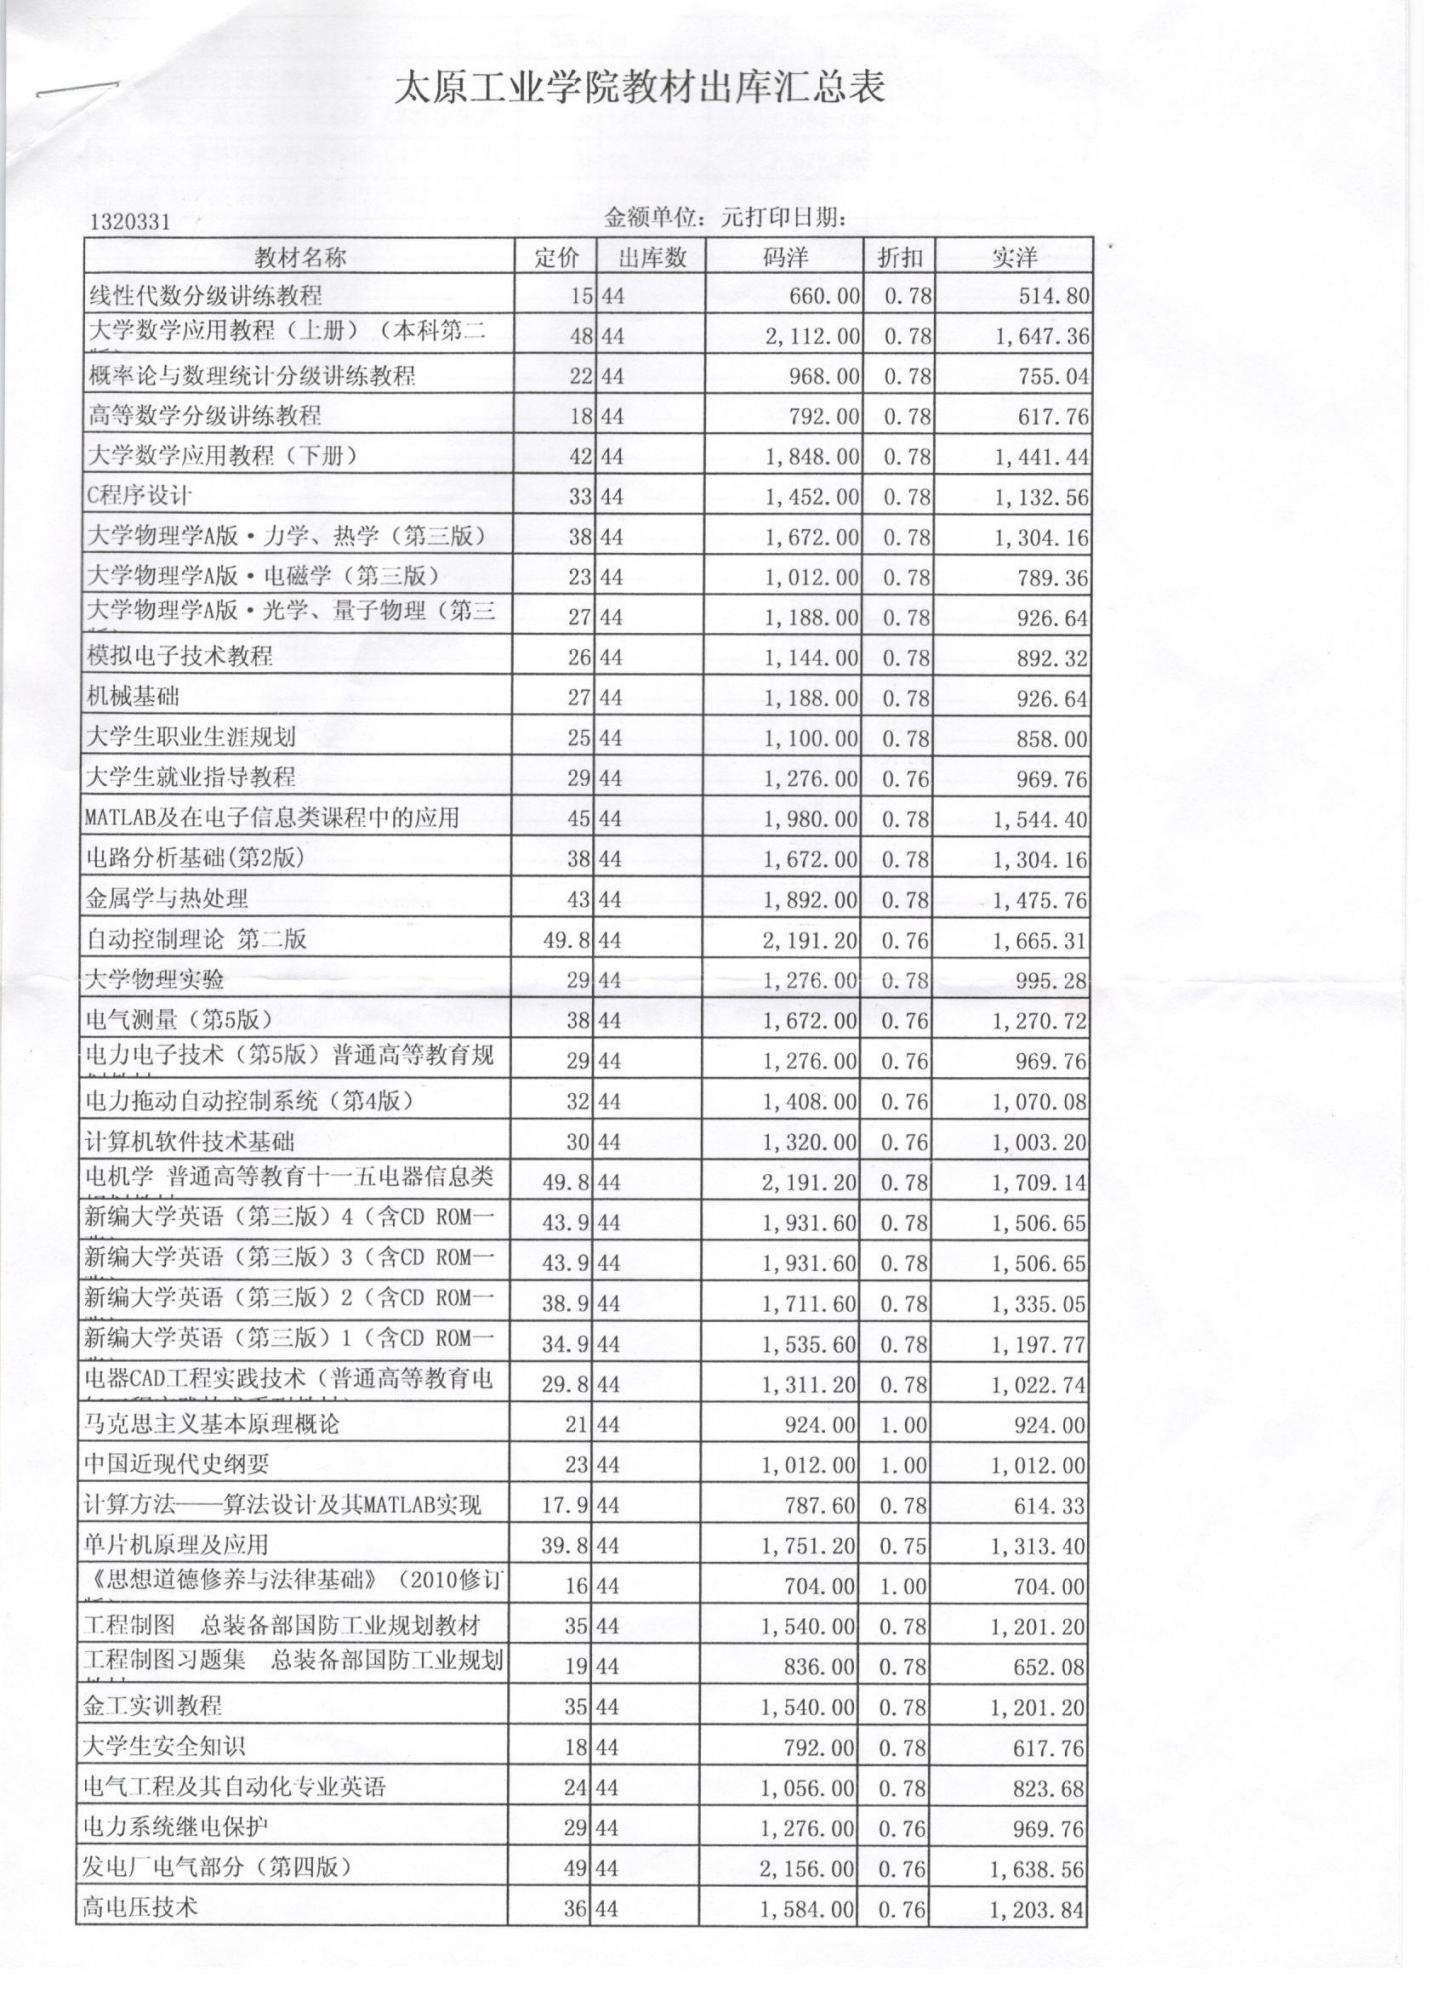 太原工业学院教材出库汇总表
1320331 金额单位：元打印日期：
教材名称 定价 出库数 码洋 折扣 实洋
线性代数分级讲练教程 15 44 660.00 0.78 514.80
大学数学应用教程（上册）（本科第二 48 44 2,112.00 0.78 1,647.36
概率论与数理统计分级讲练教程 22 44 968.00 0.78 755.04
高等数学分级讲练教程 18 44 792.00 0.78 617.76
大学数学应用教程（下册） 42 44 1,848.00 0.78 1,441.44
C程序设计 33 44 1,452.00 0.78 1,132.56
大学物理学A版·力学、热学（第三版） 38 44 1,672.00 0.78 1,304.16
大学物理学A版·电磁学（第三版） 23 44 1,012.00 0.78 789.36
大学物理学A版·光学、量子物理（第三 27 44 1,188.00 0.78 926.64
模拟电子技术教程 26 44 1,144.00 0.78 892.32
机械基础 27 44 1,188.00 0.78 926.64
大学生职业生涯规划 25 44 1,100.00 0.78 858.00
大学生就业指导教程 29 44 1,276.00 0.76 969.76
MATLAB及在电子信息类课程中的应用 45 44 1,980.00 0.78 1,544.40
电路分析基础(第2版) 38 44 1,672.00 0.78 1,304.16
金属学与热处理 43 44 1,892.00 0.78 1,475.76
自动控制理论 第二版 49.8 44 2,191.20 0.76 1,665.31
大学物理实验 29 44 1,276.00 0.78 995.28
电气测量（第5版） 38 44 1,672.00 0.76 1,270.72
电力电子技术（第5版）普通高等教育规 29 44 1,276.00 0.76 969.76
电力拖动自动控制系统（第4版） 32 44 1,408.00 0.76 1,070.08
计算机软件技术基础 30 44 1,320.00 0.76 1,003.20
电机学 普通高等教育十一五电器信息类 49.8 44 2,191.20 0.78 1,709.14
新编大学英语（第三版）4（含CD ROM一 43.9 44 1,931.60 0.78 1,506.65
新编大学英语（第三版）3（含CD ROM一 43.9 44 1,931.60 0.78 1,506.65
新编大学英语（第三版）2（含CD ROM一 38.9 44 1,711.60 0.78 1,335.05
新编大学英语（第三版）1（含CD ROM一 34.9 44 1,535.60 0.78 1,197.77
电器CAD工程实践技术（普通高等教育电 29.8 44 1,311.20 0.78 1,022.74
马克思主义基本原理概论 21 44 924.00 1.00 924.00
中国近现代史纲要 23 44 1,012.00 1.00 1,012.00
计算方法——算法设计及其MATLAB实现 17.9 44 787.60 0.78 614.33
单片机原理及应用 39.8 44 1,751.20 0.75 1,313.40
《思想道德修养与法律基础》（2010修订 16 44 704.00 1.00 704.00
工程制图 总装备部国防工业规划教材 35 44 1,540.00 0.78 1,201.20
工程制图习题集 总装备部国防工业规划 19 44 836.00 0.78 652.08
金工实训教程 35 44 1,540.00 0.78 1,201.20
大学生安全知识 18 44 792.00 0.78 617.76
电气工程及其自动化专业英语 24 44 1,056.00 0.78 823.68
电力系统继电保护 29 44 1,276.00 0.76 969.76
发电厂电气部分（第四版） 49 44 2,156.00 0.76 1,638.56
高电压技术 36 44 1,584.00 0.76 1,203.84